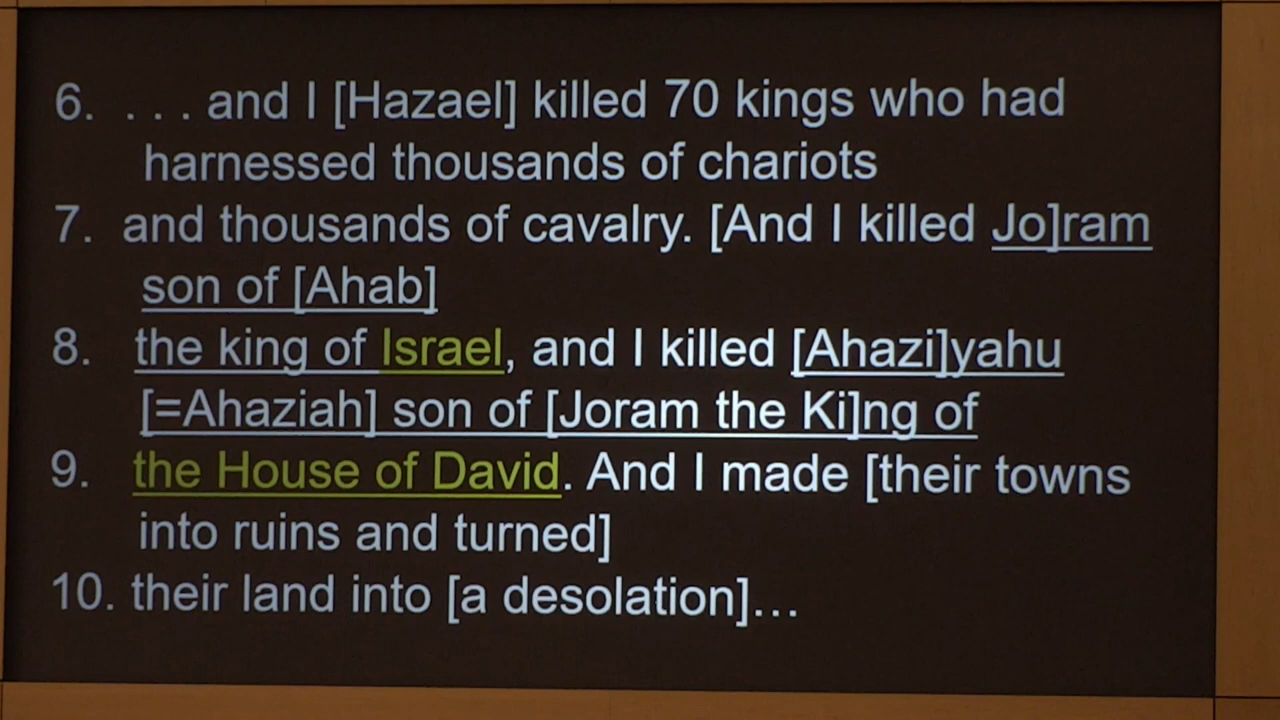 6. . . . and I [Hazael] killed 70 kings who had
harnessed thousands of chariots
7. and thousands of cavalry. [And I killed Jo]ram
son of [Ahab]
8. the king of Israel, and I killed [Ahazi]yahu
[=Ahaziah] son of [Joram the Ki]ng of
9. the House of David. And I made [their towns
into ruins and turned]
10. their land into [a desolation]...